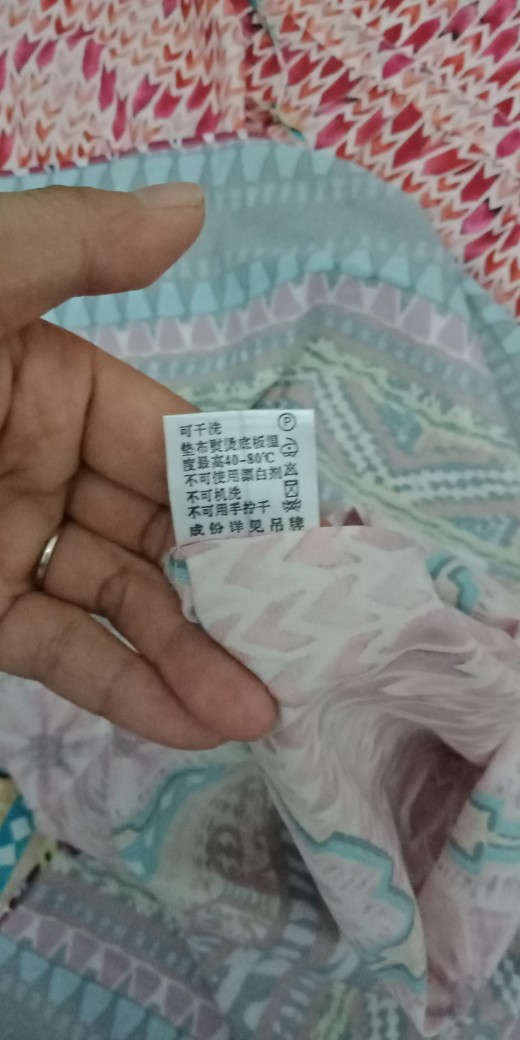 可干洗 Ⓟ
垫布熨烫底板温
度最高40-80℃
不可使用漂白剂
不可机洗
不可用手拧干
成份详见吊牌